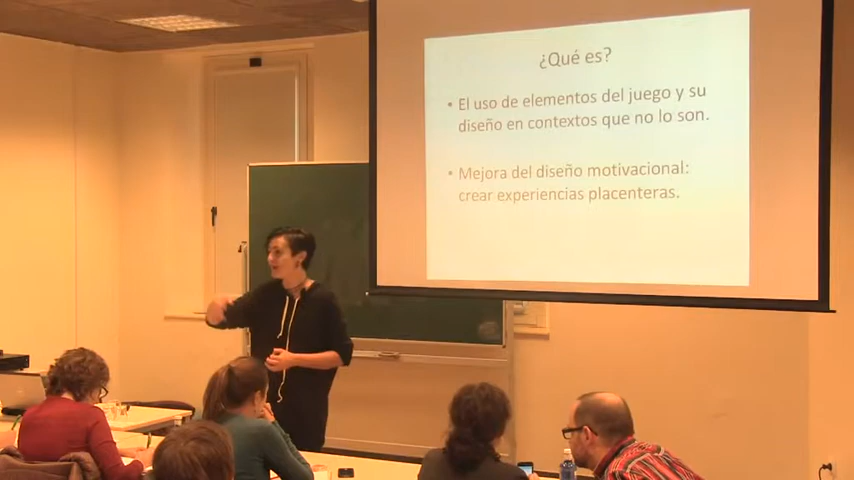 ¿Qué es?
• El uso de elementos del juego y su
diseño en contextos que no lo son.
• Mejora del diseño motivacional:
crear experiencias placenteras.